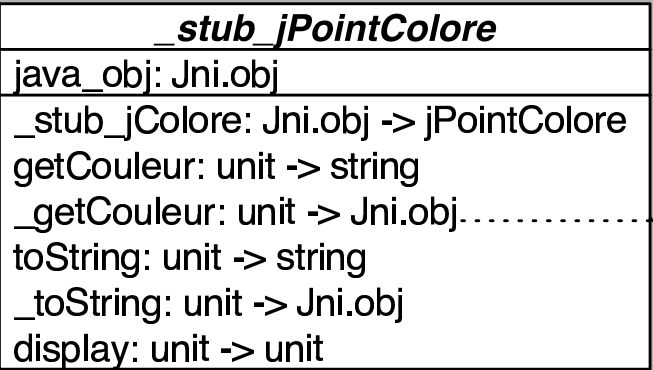 _stub_jPointColore
java_obj: Jni.obj
_stub_jColore: Jni.obj -> jPointColore
getCouleur: unit -> string
_getCouleur: unit -> Jni.obj
toString: unit -> string
_toString: unit -> Jni.obj
display: unit -> unit